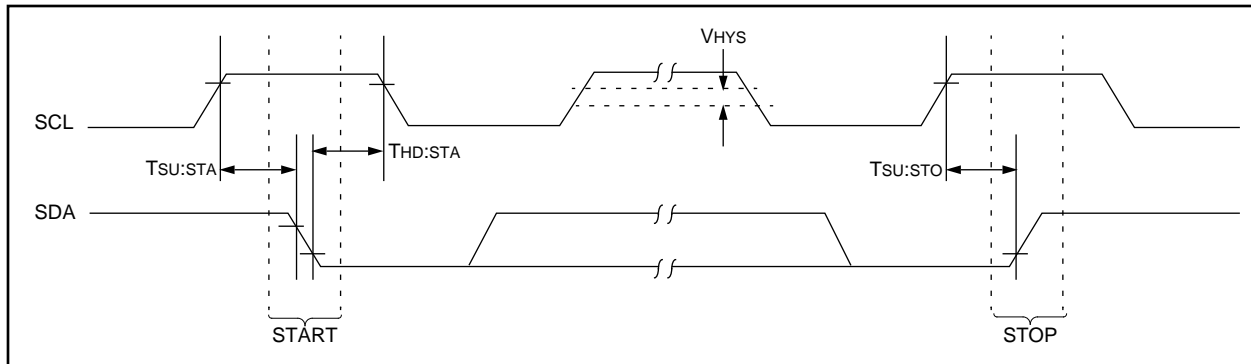 VHYS
SCL
THD:STA
TSU:STA
TSU:STO
SDA
START
STOP